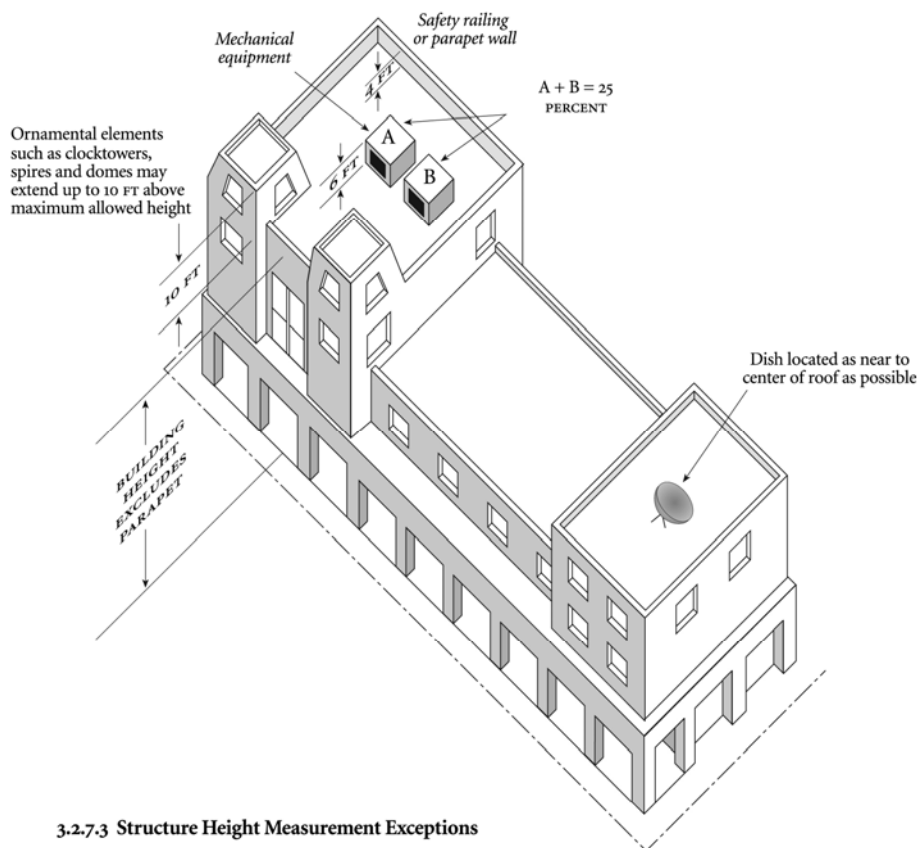 Safety railing
or parapet wall
Mechanical
equipment
4 FT
A + B = 25
PERCENT
Ornamental elements
such as clocktowers,
spires and domes may
extend up to 10 FT above
maximum allowed height
A
B
6 FT
10 FT
Dish located as near to
center of roof as possible
BUILDING
HEIGHT
EXCLUDES
PARAPET
3.2.7.3 Structure Height Measurement Exceptions